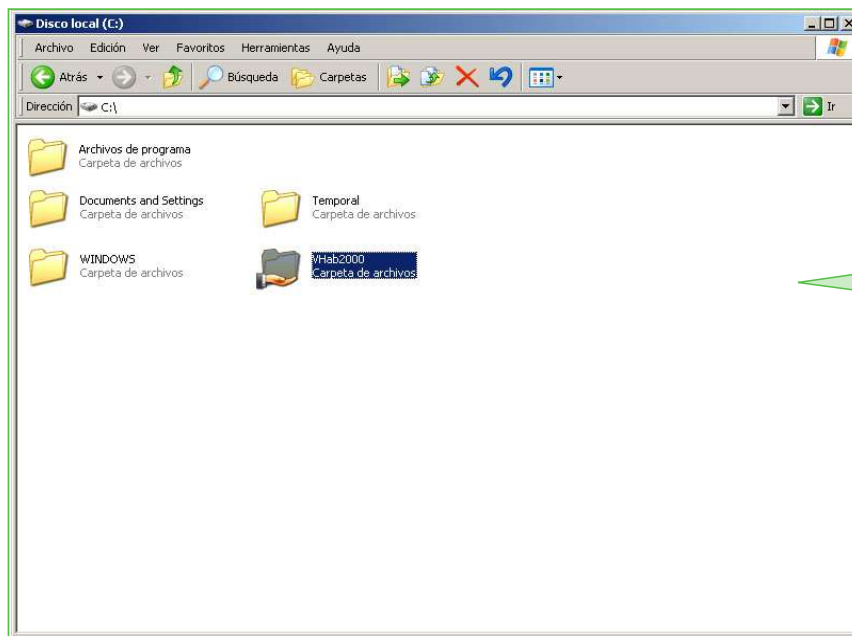 Disco local (C:)
Archivo Edición Ver Favoritos Herramientas Ayuda
Atrás Búsqueda Carpetas
Dirección C:\ Ir
Archivos de programa
Carpeta de archivos
Documents and Settings
Carpeta de archivos
Temporal
Carpeta de archivos
WINDOWS
Carpeta de archivos
VHab2000
Carpeta de archivos